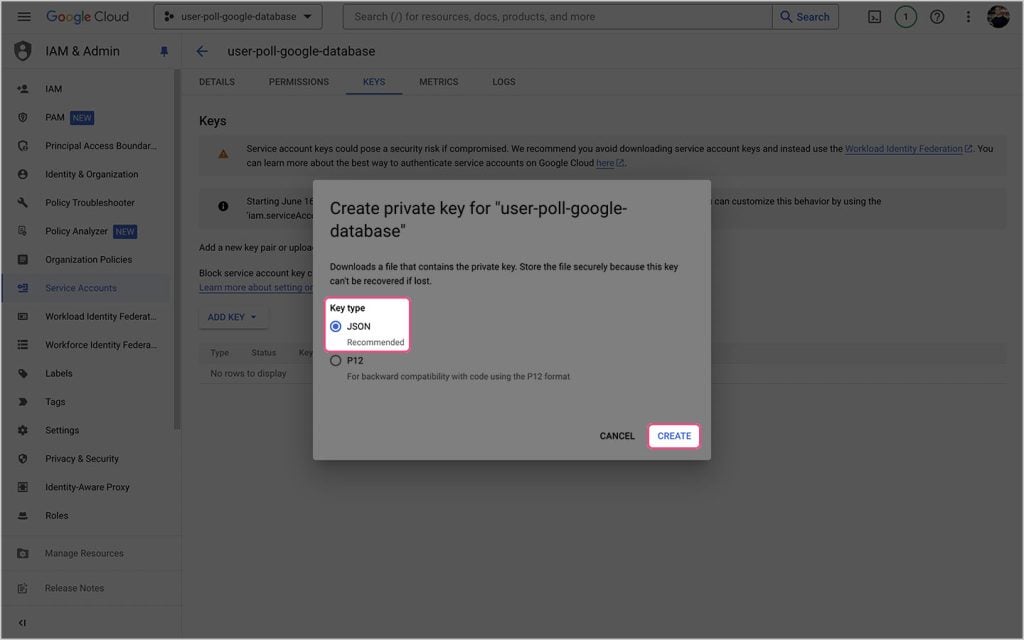 Google Cloud
user-poll-google-database
Search (/) for resources, docs, products, and more
Search
1
IAM & Admin
user-poll-google-database
DETAILS
PERMISSIONS
KEYS
METRICS
LOGS
IAM
PAM NEW
Principal Access Boundar...
Identity & Organization
Policy Troubleshooter
Policy Analyzer NEW
Organization Policies
Service Accounts
Workload Identity Federat...
Workforce Identity Federa...
Labels
Tags
Settings
Privacy & Security
Identity-Aware Proxy
Roles
Manage Resources
Release Notes
Keys
Service account keys could pose a security risk if compromised. We recommend you avoid downloading service account keys and instead use the Workload Identity Federation. You
can learn more about the best way to authenticate service accounts on Google Cloud here.
Starting June 16 can customize this behavior by using the
'iam.serviceAcco
Add a new key pair or uploa
Block service account key c
Learn more about setting or
ADD KEY
Type Status Key
No rows to display
Create private key for "user-poll-google-
database"
Downloads a file that contains the private key. Store the file securely because this key
can't be recovered if lost.
Key type
JSON
Recommended
P12
For backward compatibility with code using the P12 format
CANCEL
CREATE